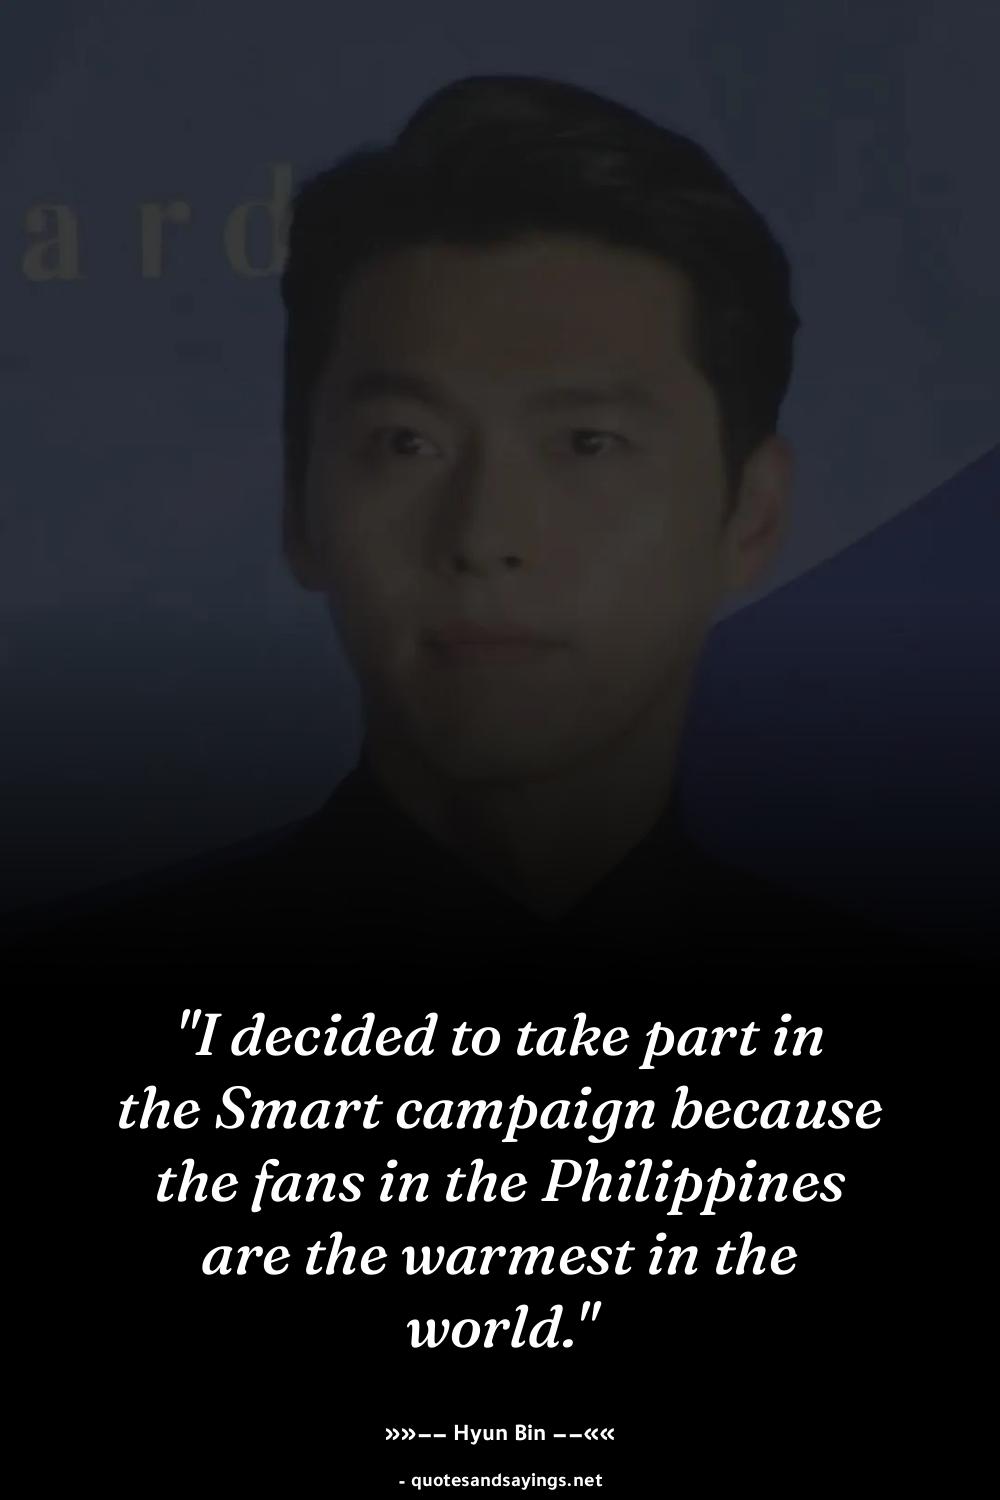 ard
"I decided to take part in
the Smart campaign because
the fans in the Philippines
are the warmest in the
world."
»»−− Hyun Bin −−««
- quotesandsayings.net